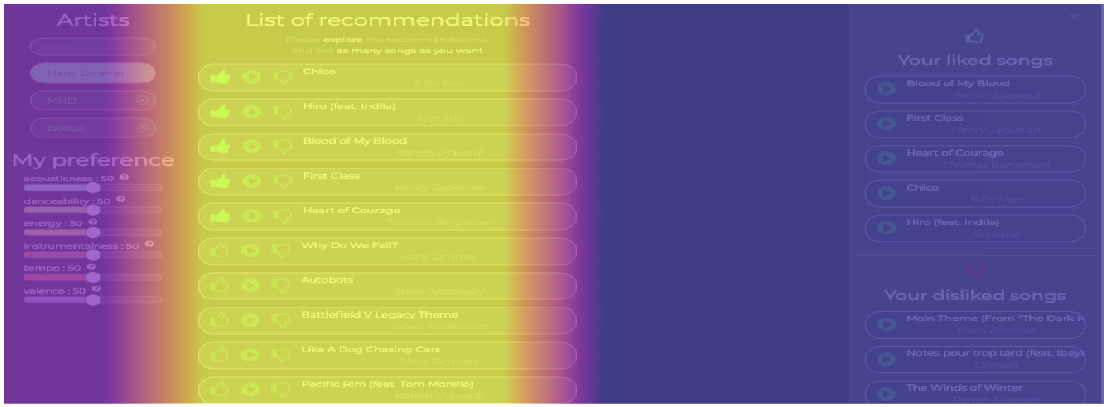 Artists
Hans Zimmer
MHD
Booba
My preference
acousticness : 50
danceability : 50
energy : 50
instrumentalness : 50
tempo : 50
valence : 50
List of recommendations
Please explore the recommendations
and like as many songs as you want
Chico
Hiro (feat. Indila)
Soprano
Blood of My Blood
Ramin Djawadi
First Class
Henry Jackman
Heart of Courage
Thomas Bergersen
Why Do We Fall?
Hans Zimmer
Autobots
Steve Jablonsky
Battlefield V Legacy Theme
Johan Söderqvist
Like A Dog Chasing Cars
Hans Zimmer
Pacific Rim (feat. Tom Morello)
Ramin Djawadi
Your liked songs
Blood of My Blood
Ramin Djawadi
First Class
Henry Jackman
Heart of Courage
Thomas Bergersen
Chico
Hiro (feat. Indila)
Soprano
Your disliked songs
Main Theme (From "The Dark
Hans Zimmer
Notes pour trop tard (feat. Ibeyi
Orelsan
The Winds of Winter
Ramin Djawadi